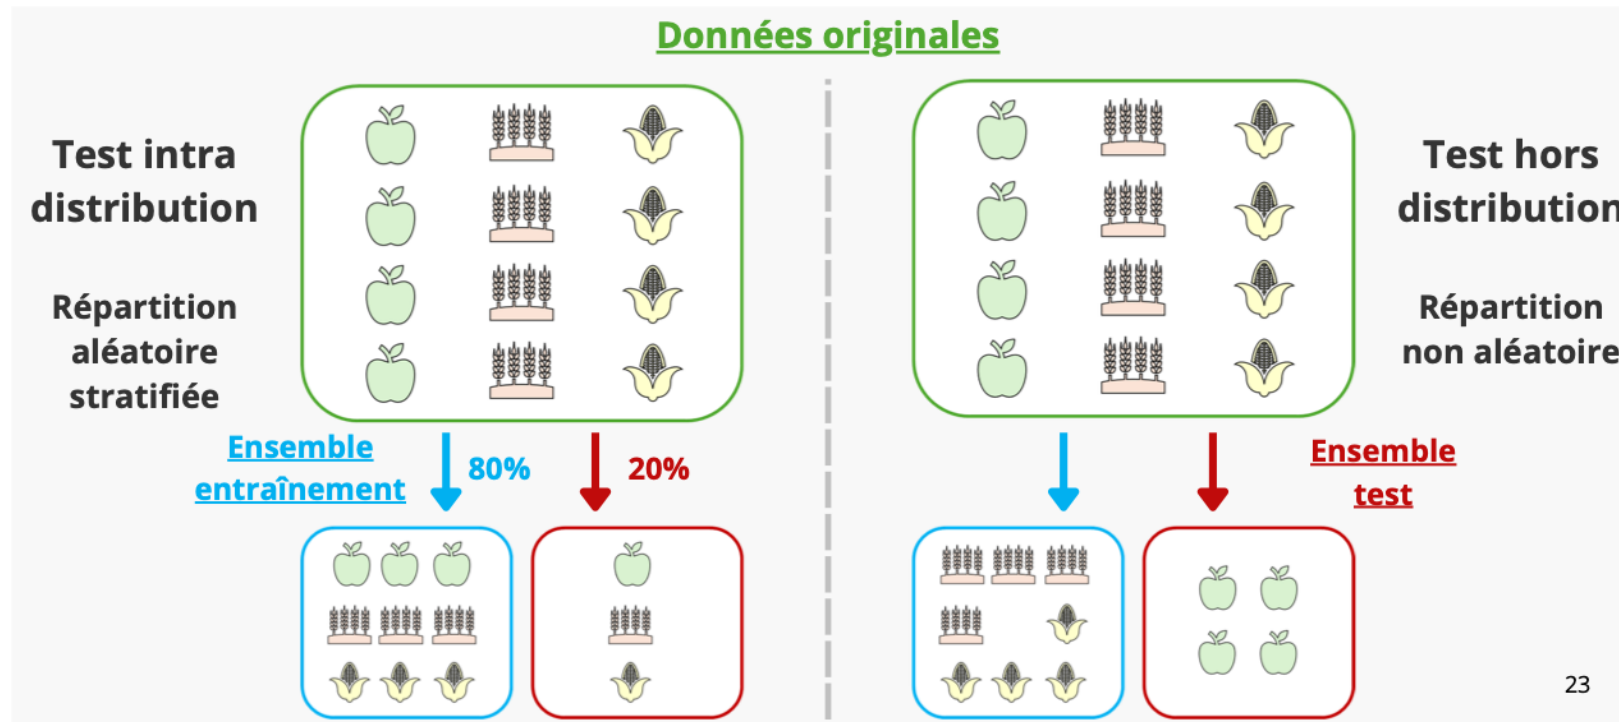 Données originales
Test intra
distribution
Répartition
aléatoire
stratifiée
Ensemble
entraînement
80%
20%
Test hors
distribution
Répartition
non aléatoire
Ensemble
test
23